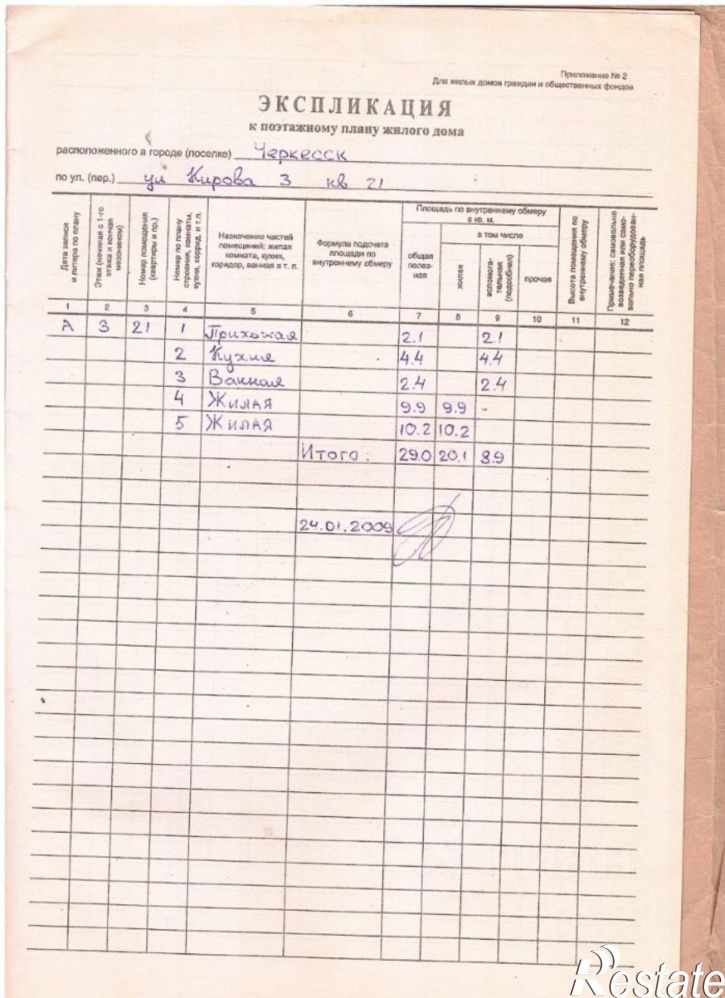 Приложение № 2
Для жилых домов граждан и общественных фондов
ЭКСПЛИКАЦИЯ
к поэтажному плану жилого дома
расположенного в городе (поселке) Черкесск
по ул. (пер.) ул Кирова 3 кв 21
Дата записи и литера по плану
Этаж (начиная с 1-го этажа и кончая мезонином)
Номер помещения (квартиры и пр.)
Номер по плану строения, комнаты, кухни, коррид. и т.п.
Назначение частей помещений: жилая комната, кухня, коридор, ванная и т. п.
Формула подсчета площади по внутреннему обмеру
Площадь по внутреннему обмеру в кв. м.
в том числе
общая полезная
жилая
вспомогательная (подсобная)
прочая
Высота помещения по внутреннему обмеру
Примечание: самовольно возведенная или самовольно переоборудованная площадь
1 2 3 4 5 6 7 8 9 10 11 12
А 3 21 1 Прихожая 2.1 2.1
2 Кухня 4.4 4.4
3 Ванная 2.4 2.4
4 Жилая 9.9 9.9 -
5 Жилая 10.2 10.2
Итого: 29.0 20.1 8.9
24.01.2009
Restate